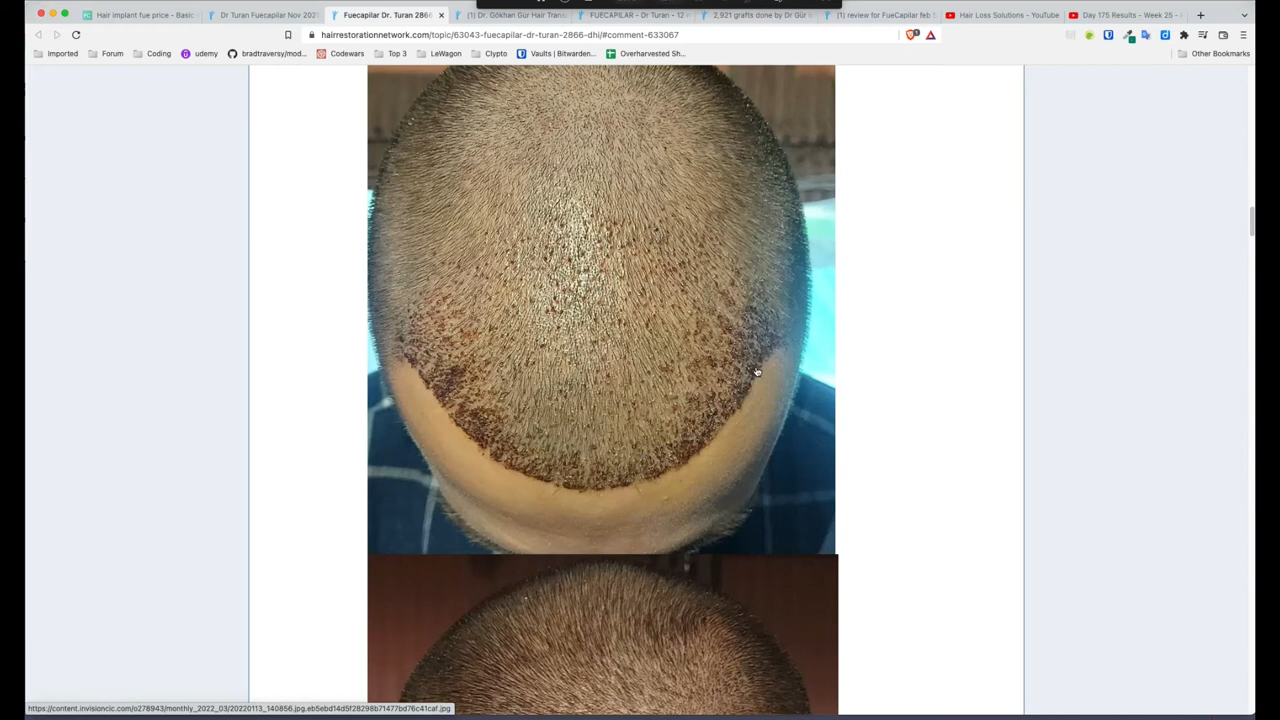 Hair implant fue price - Basic
Dr Turan Fuecapilar Nov 2021
Fuecapilar Dr. Turan 2866
(1) Dr. Gökhan Gür Hair Trans
FUECAPILAR – Dr Turan - 12 m
2,921 grafts done by Dr Gür w
(1) review for FueCapilar feb
Hair Loss Solutions - YouTube
Day 175 Results - Week 25 -
hairrestorationnetwork.com/topic/63043-fuecapilar-dr-turan-2866-dhi/#comment-633067
Imported
Forum
Coding
udemy
bradtraversy/mod...
Codewars
Top 3
LeWagon
Clypto
Vaults | Bitwarden...
Overharvested Sh...
Other Bookmarks
https://content.invisioncic.com/o278943/monthly_2022_03/20220113_140856.jpg.eb5ebd14d5f28298b71477bd76c41caf.jpg